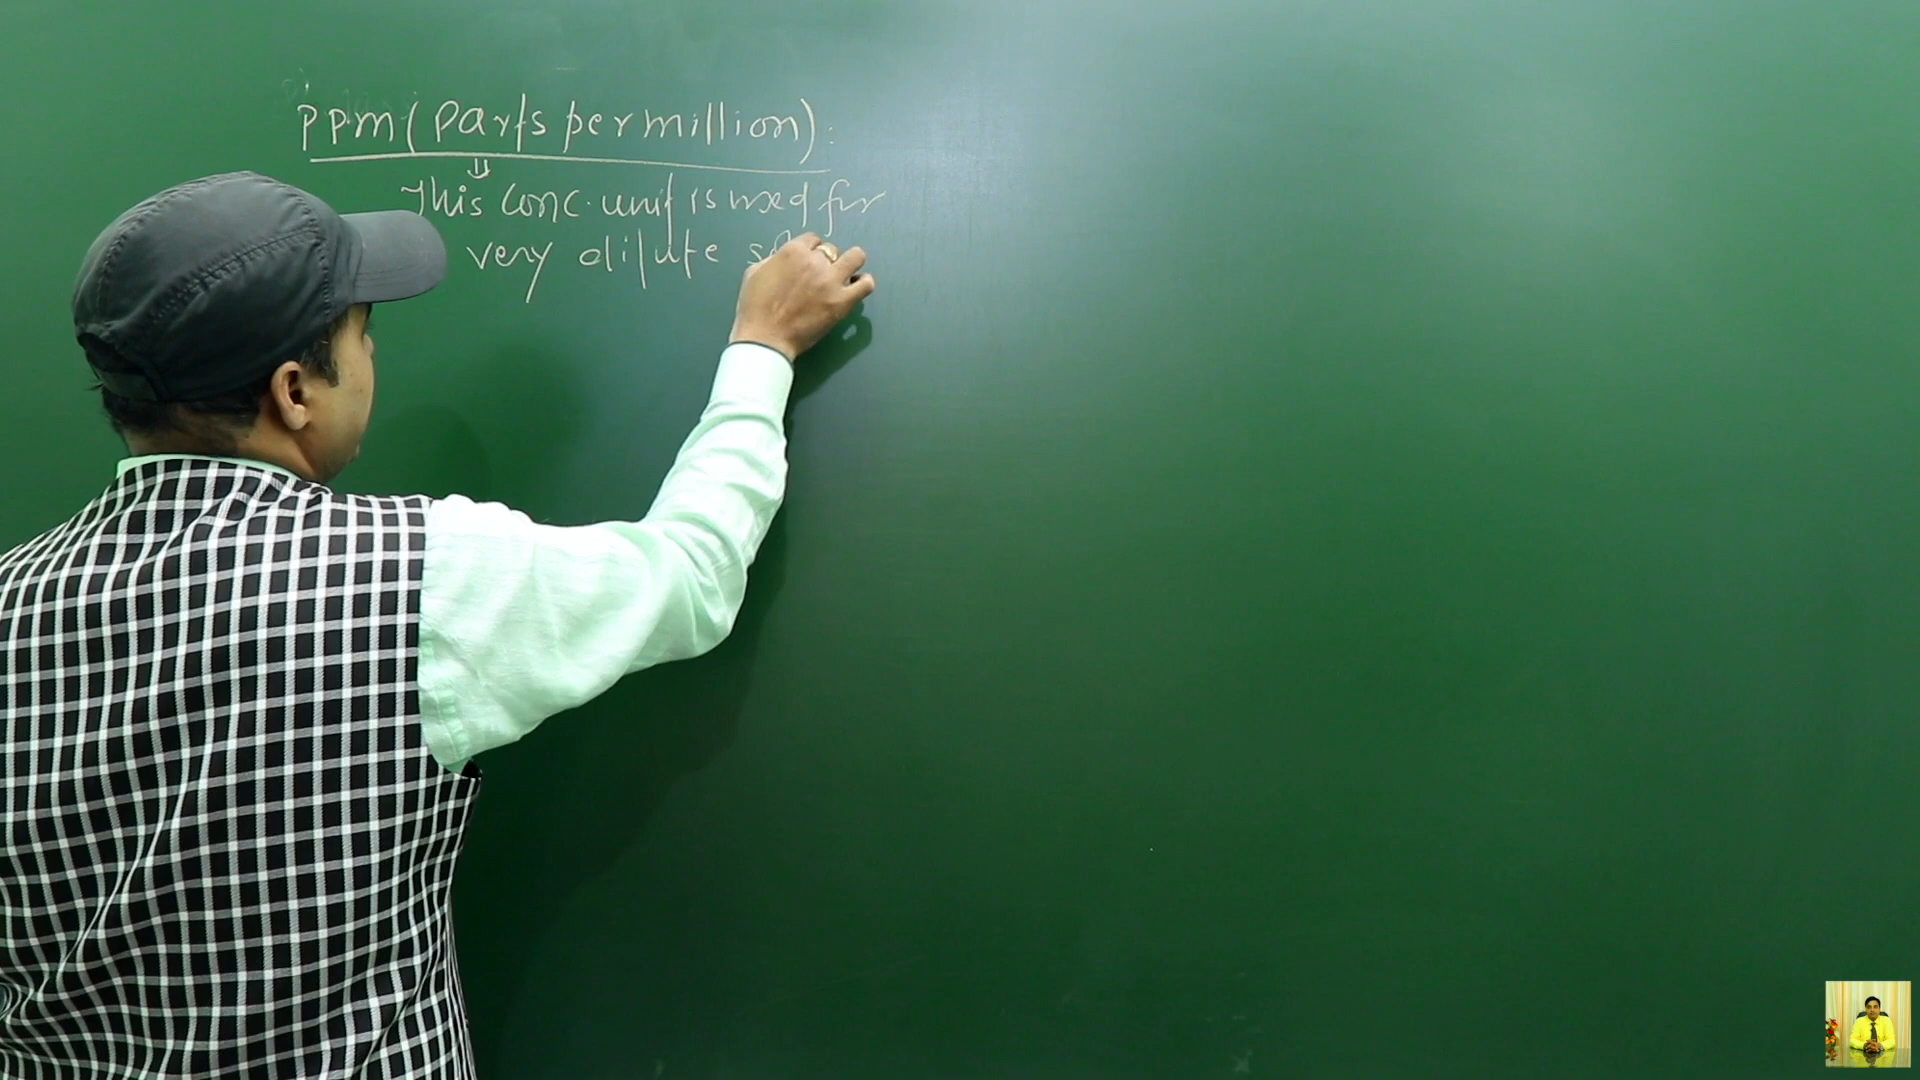 ppm (Parts per million):
This conc. unit is used for
very dilute